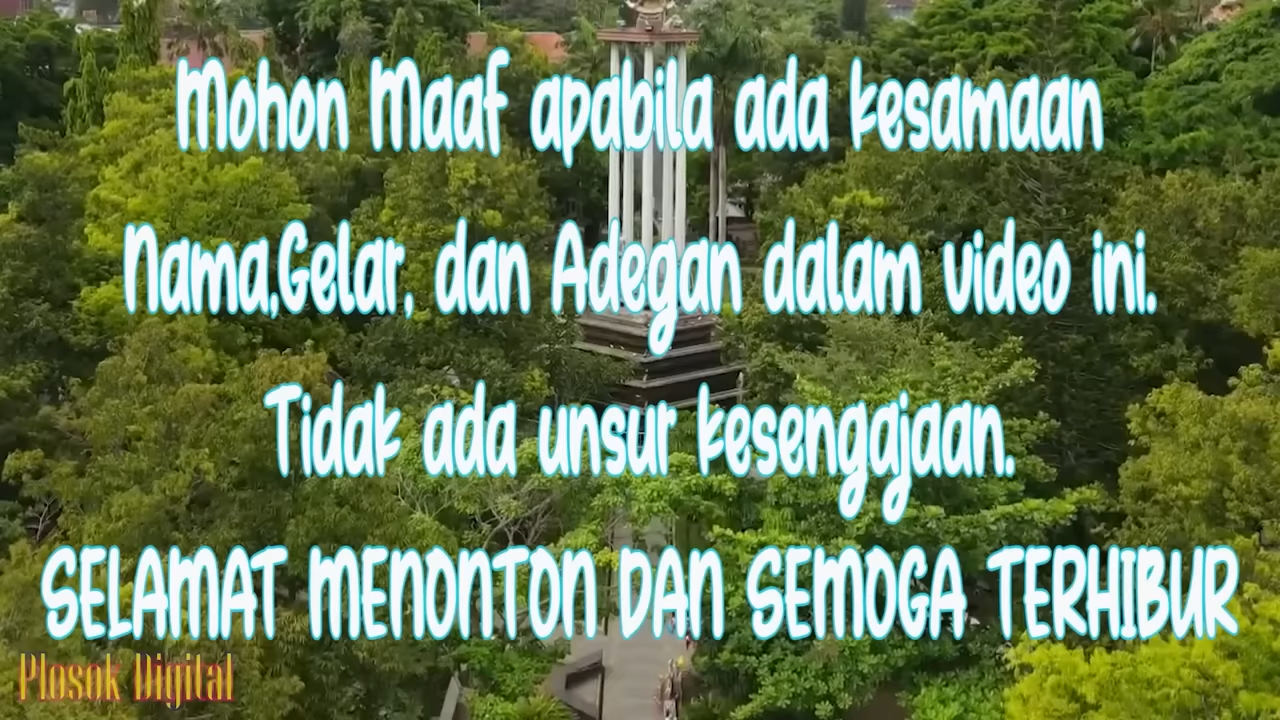 Mohon Maaf apabila ada kesamaan
Nama,Gelar, dan Adegan dalam video ini.
Tidak ada unsur kesengajaan.
SELAMAT MENONTON DAN SEMOGA TERHIBUR
Plosok Digital